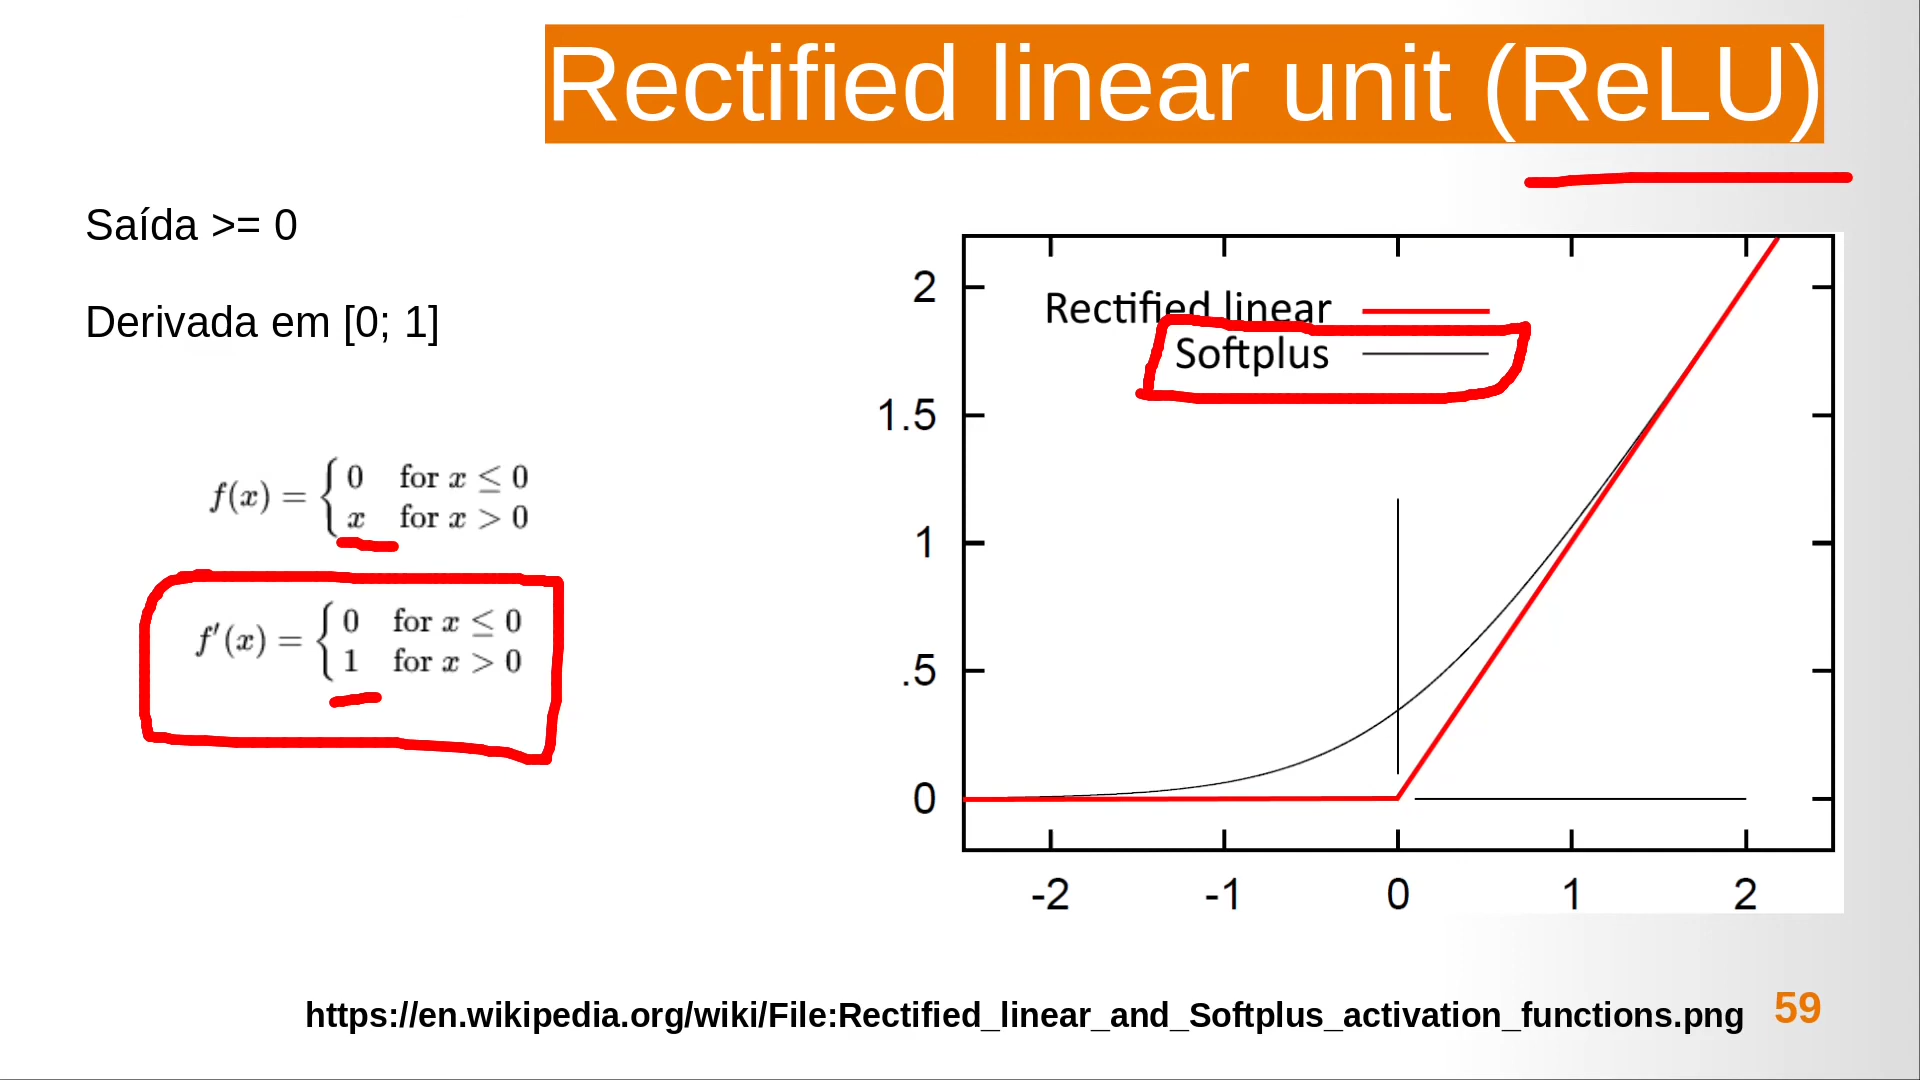 Rectified linear unit (ReLU)
Saída >= 0
Derivada em [0; 1]
f(x) = { 0 for x ≤ 0
x for x > 0
f′(x) = { 0 for x ≤ 0
1 for x > 0
Rectified linear
Softplus
2
1.5
1
.5
0
-2 -1 0 1 2
https://en.wikipedia.org/wiki/File:Rectified_linear_and_Softplus_activation_functions.png
59